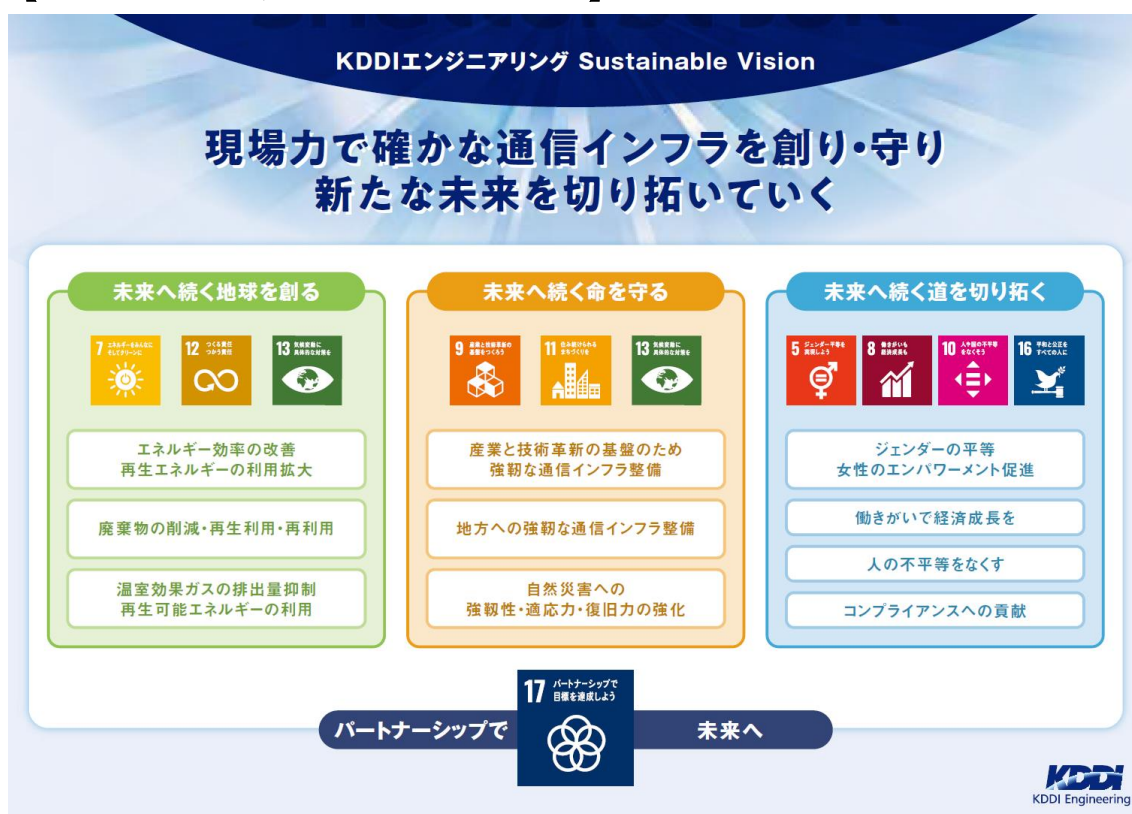 KDDIエンジニアリング Sustainable Vision
現場力で確かな通信インフラを創り・守り
新たな未来を切り拓いていく
未来へ続く地球を創る
7 エネルギーをみんなに
そしてクリーンに
12 つくる責任
つかう責任
13 気候変動に
具体的な対策を
エネルギー効率の改善
再生エネルギーの利用拡大
廃棄物の削減・再生利用・再利用
温室効果ガスの排出量抑制
再生可能エネルギーの利用
未来へ続く命を守る
9 産業と技術革新の
基盤をつくろう
11 住み続けられる
まちづくりを
13 気候変動に
具体的な対策を
産業と技術革新の基盤のため
強靭な通信インフラ整備
地方への強靭な通信インフラ整備
自然災害への
強靱性・適応力・復旧力の強化
未来へ続く道を切り拓く
5 ジェンダー平等を
実現しよう
8 働きがいも
経済成長も
10 人や国の不平等
をなくそう
16 平和と公正を
すべての人に
ジェンダーの平等
女性のエンパワーメント促進
働きがいで経済成長を
人の不平等をなくす
コンプライアンスへの貢献
17 パートナーシップで
目標を達成しよう
パートナーシップで 未来へ
KDDI
KDDI Engineering